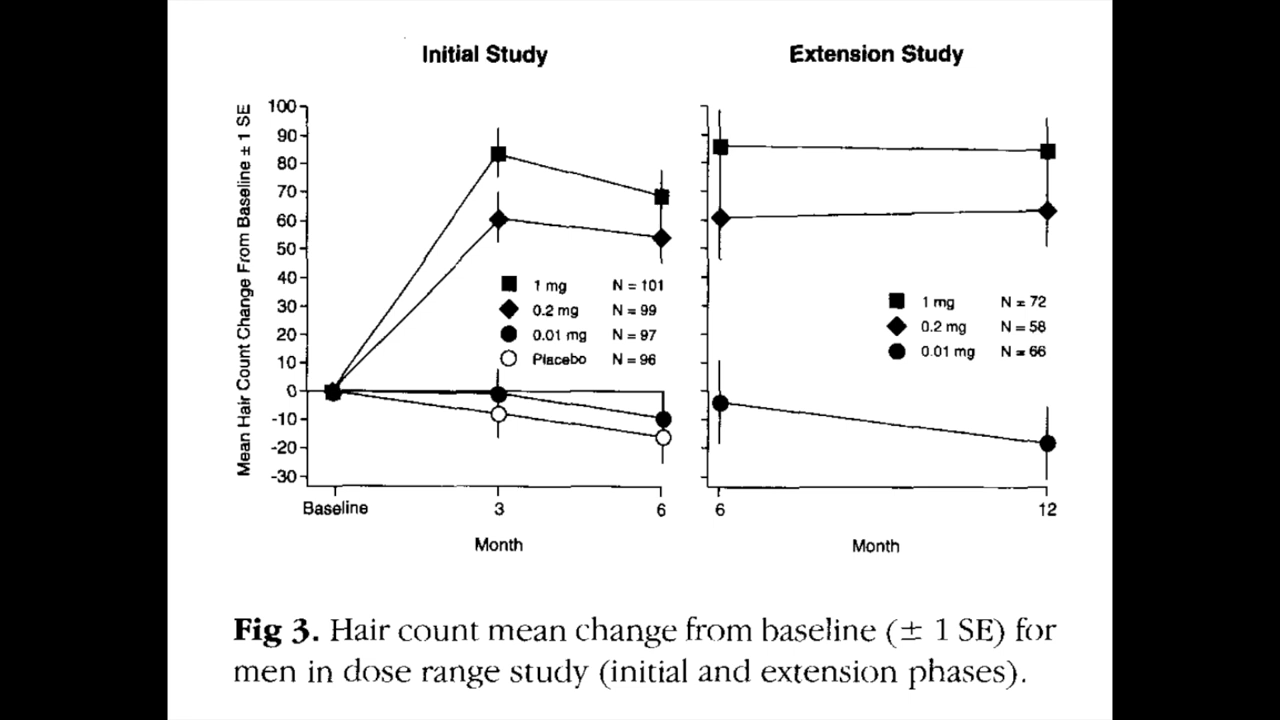 Initial Study
Mean Hair Count Change From Baseline ± 1 SE
100
90
80
70
60
50
40
30
20
10
0
-10
-20
-30
1 mg N = 101
0.2 mg N = 99
0.01 mg N = 97
Placebo N = 96
Baseline 3 6
Month
Extension Study
1 mg N = 72
0.2 mg N = 58
0.01 mg N = 66
6 12
Month
Fig 3. Hair count mean change from baseline (± 1 SE) for
men in dose range study (initial and extension phases).